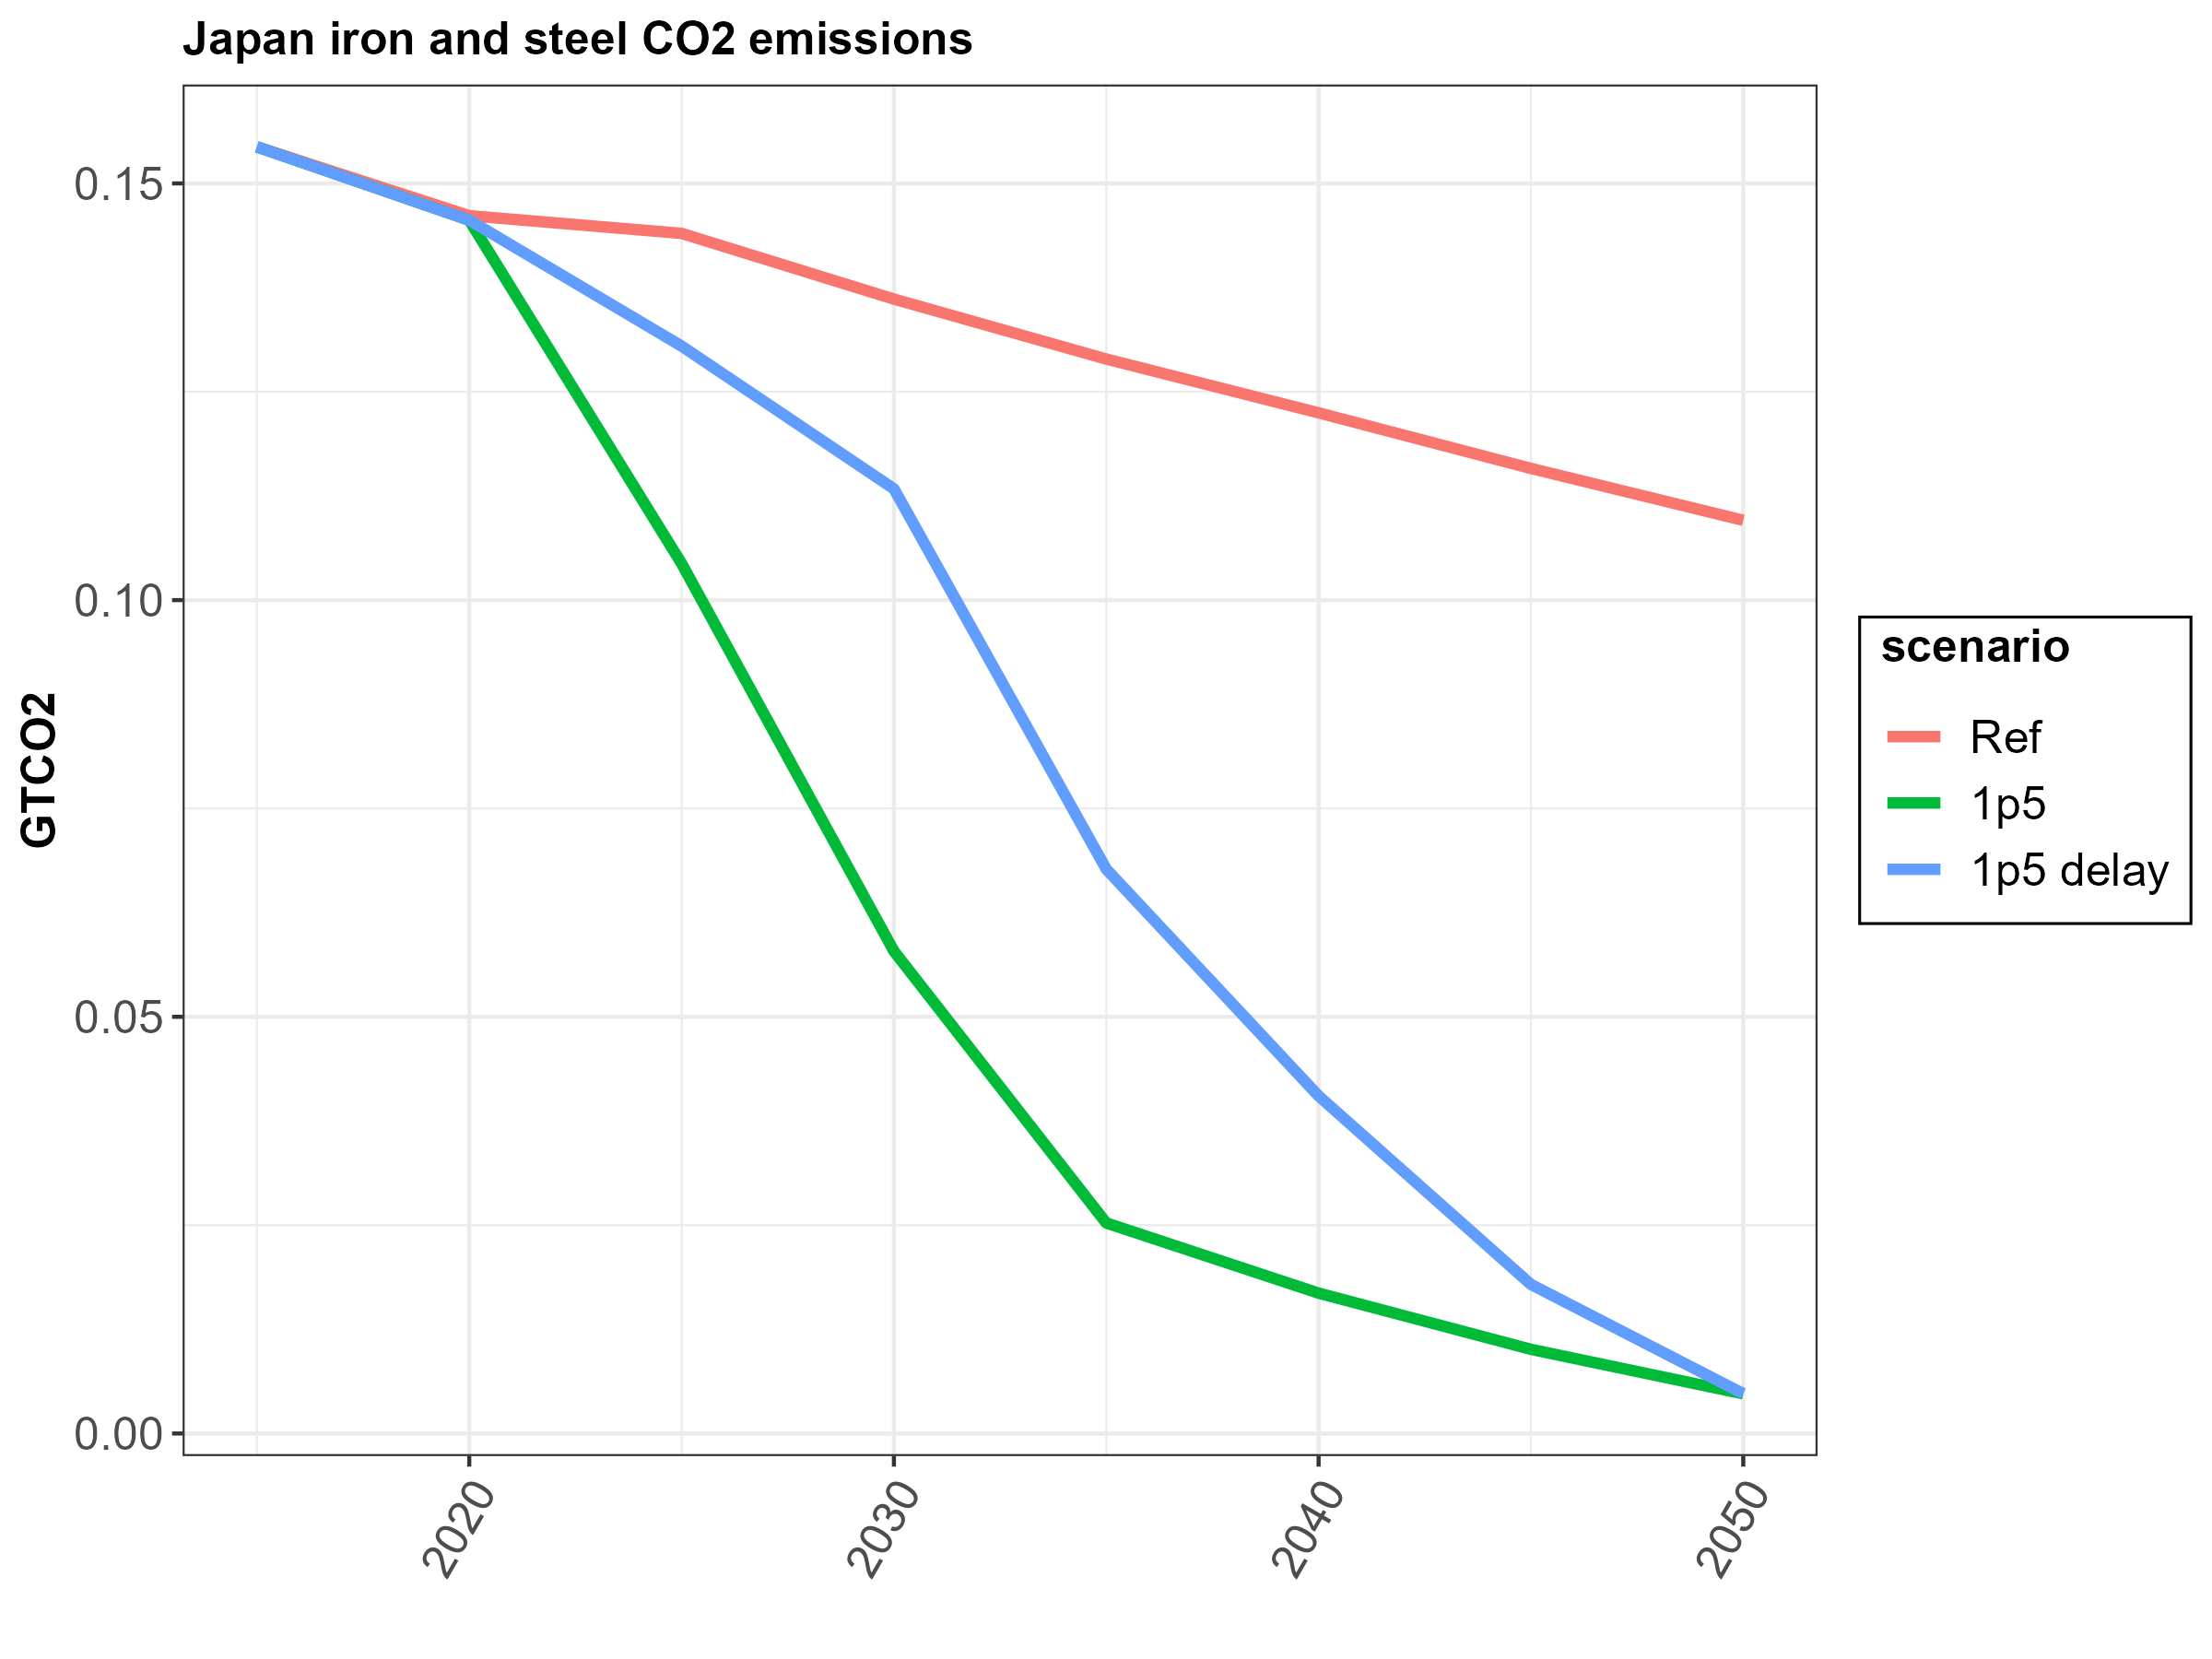 Japan iron and steel CO2 emissions
GTCO2
0.15
0.10
0.05
0.00
2020
2030
2040
2050
scenario
Ref
1p5
1p5 delay